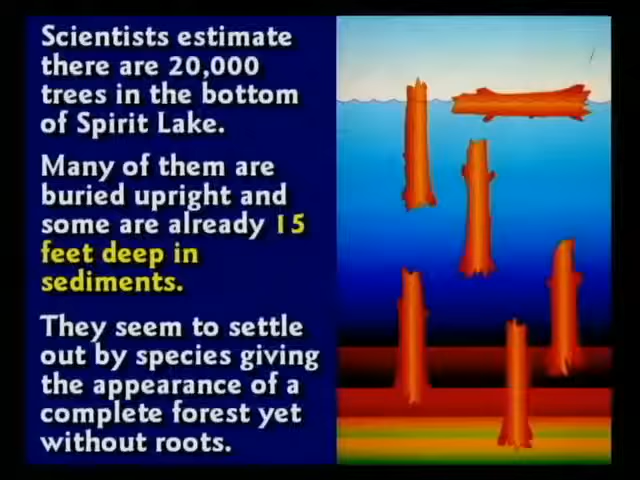 Scientists estimate
there are 20,000
trees in the bottom
of Spirit Lake.
Many of them are
buried upright and
some are already 15
feet deep in
sediments.
They seem to settle
out by species giving
the appearance of a
complete forest yet
without roots.